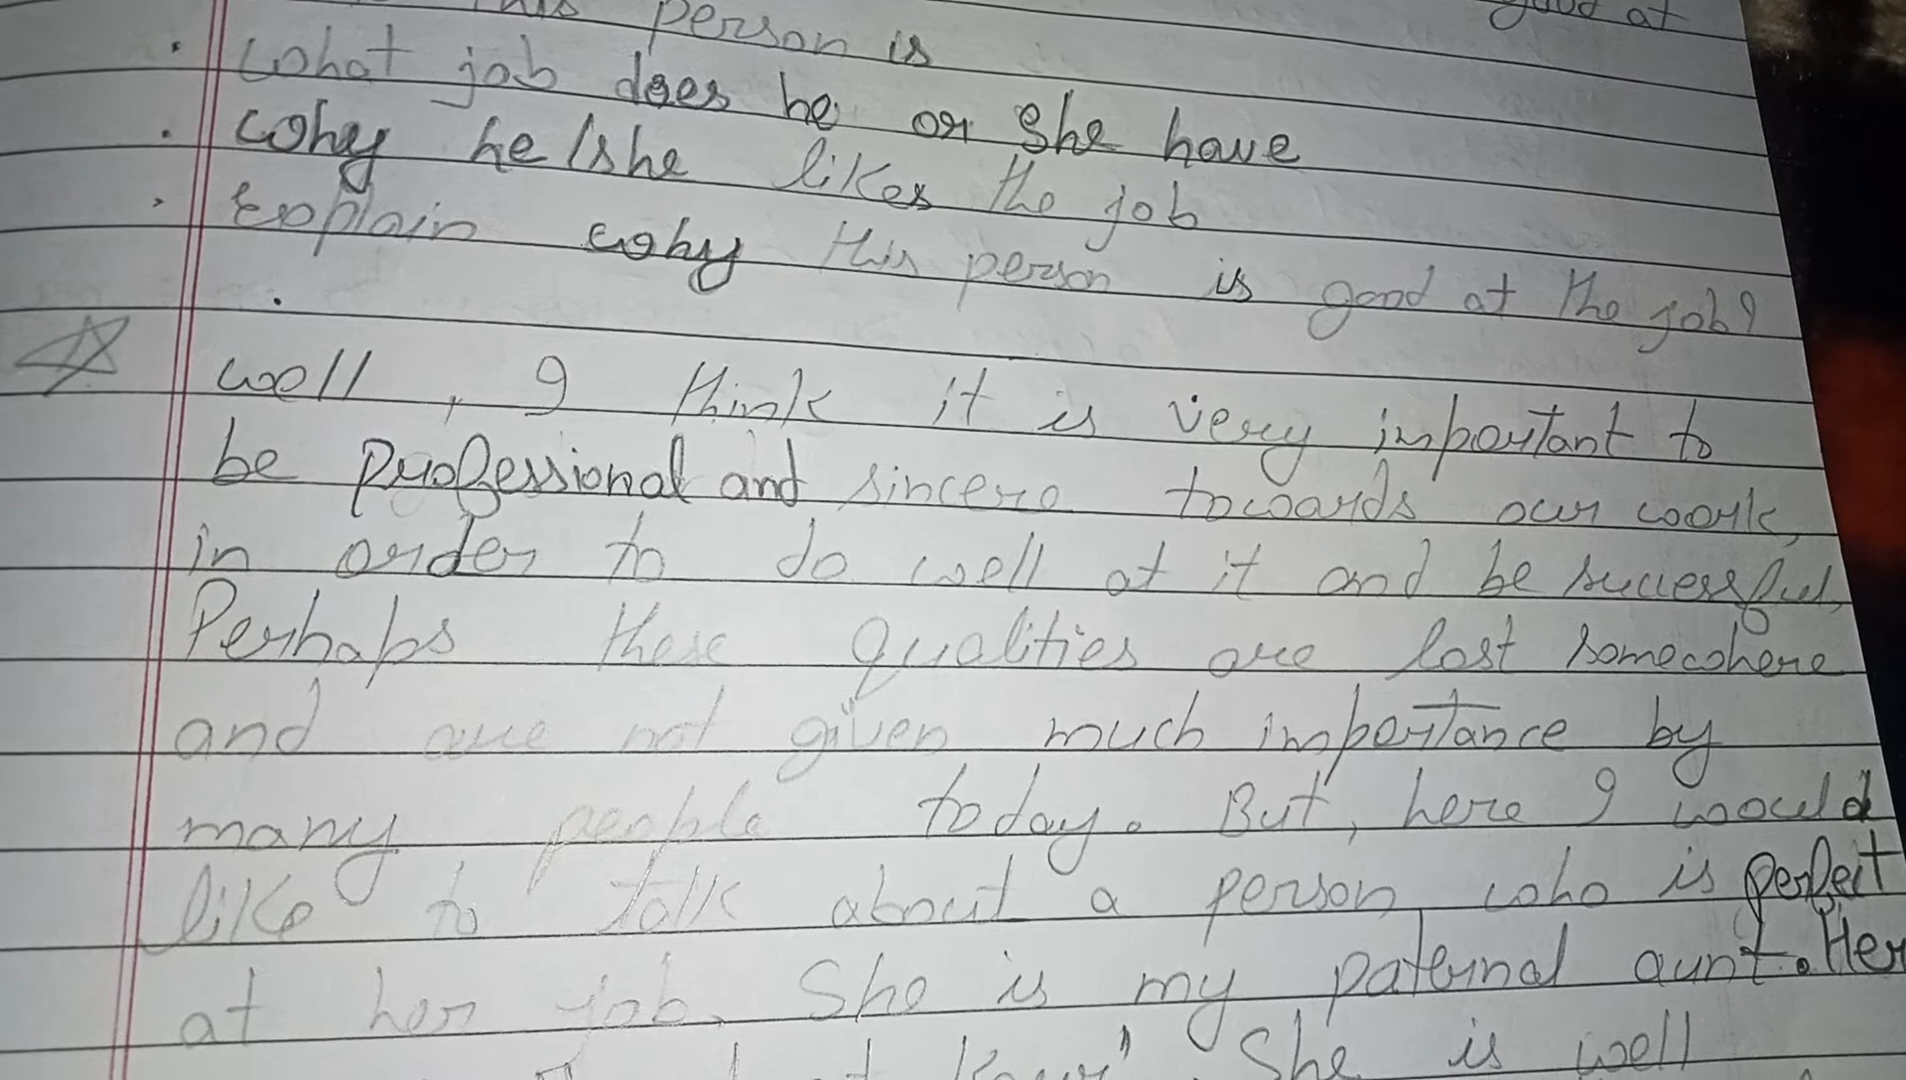 this person is good at
· what job does he or she have
· why he/she likes the job
· Explain why this person is good at the job?
well, I think it is very important to
be professional and sincere towards our work,
in order to do well at it and be successful,
Perhaps these qualities are lost somewhere
and are not given much importance by
many people today. But, here I would
like to talk about a person who is perfect
at her job. She is my paternal aunt. Her
She is well